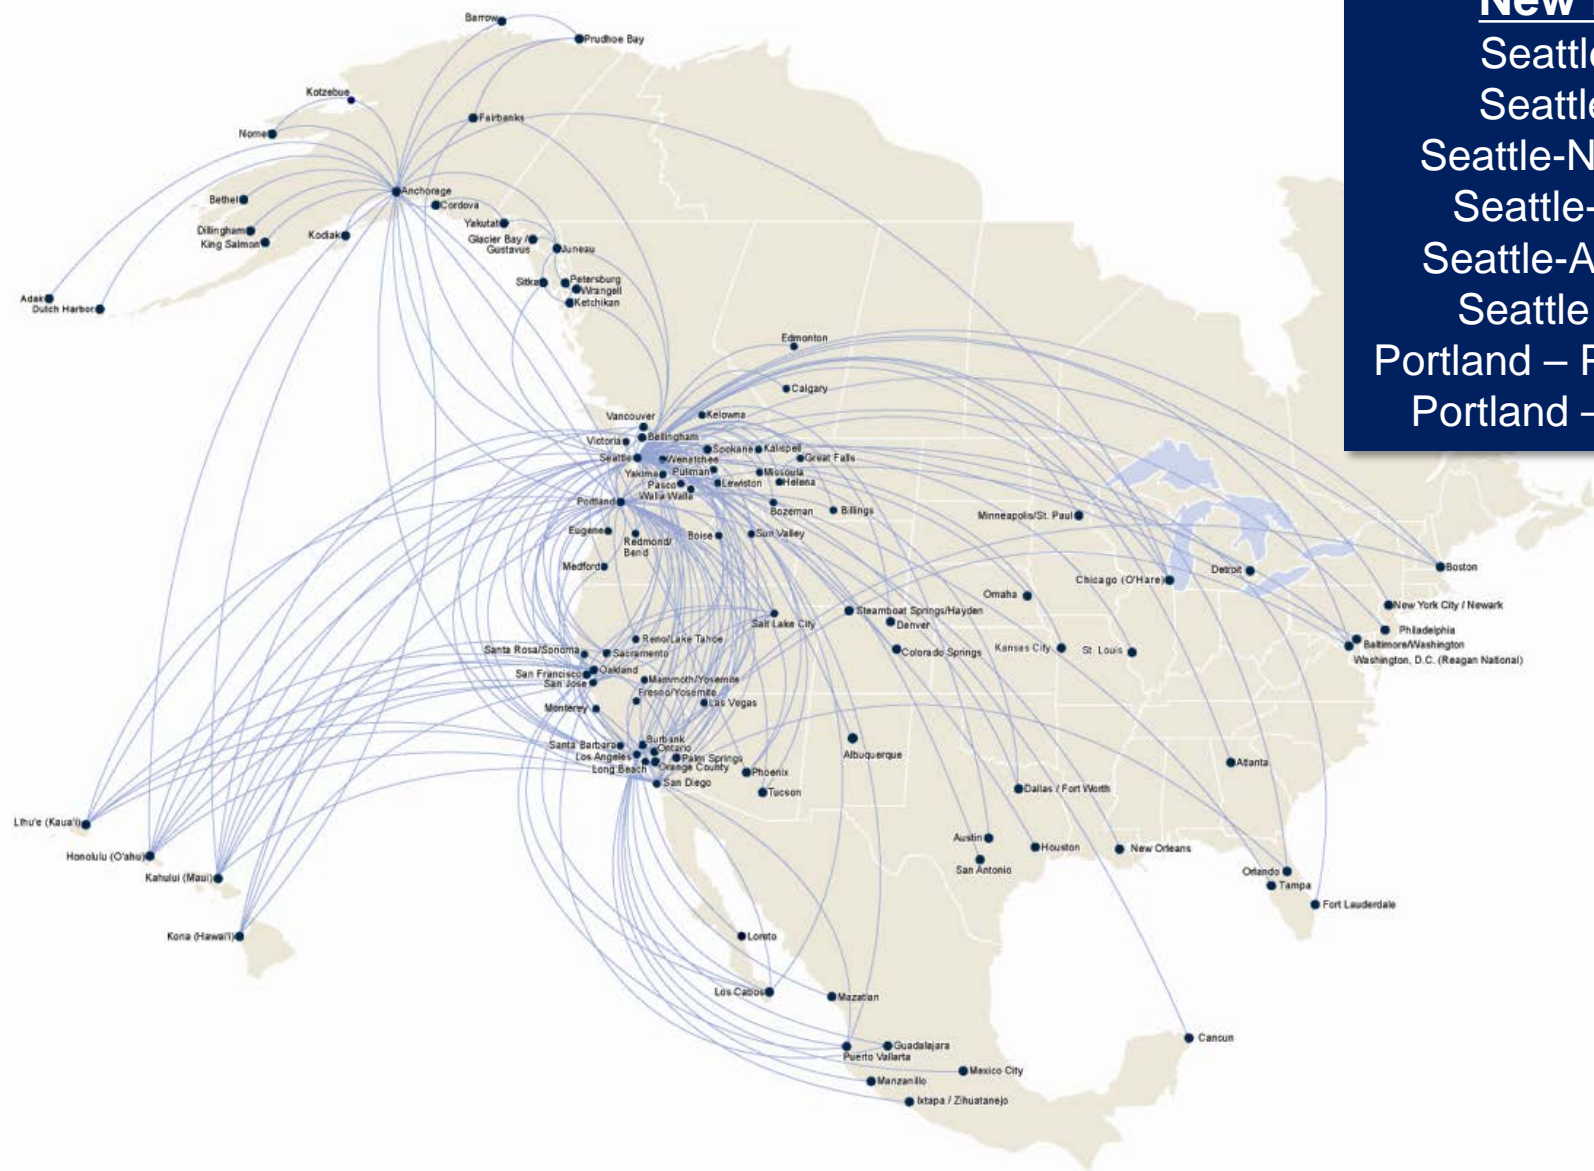 New
Seattle
Seattle
Seattle-N
Seattle-
Seattle-A
Seattle
Portland –
Portland –
Barrow
Prudhoe Bay
Kotzebue
Fairbanks
Nome
Anchorage
Cordova
Bethel
Yakutat
Dillingham
King Salmon
Kodiak
Glacier Bay /
Gustavus
Juneau
Sitka
Petersburg
Wrangell
Ketchikan
Adak
Dutch Harbor
Edmonton
Calgary
Vancouver
Kelowna
Victoria
Bellingham
Seattle
Wenatchee
Spokane
Kalispell
Great Falls
Yakima
Pullman
Missoula
Pasco
Lewiston
Helena
Walla Walla
Portland
Bozeman
Billings
Minneapolis/St. Paul
Eugene
Redmond/
Bend
Boise
Sun Valley
Medford
Chicago (O'Hare)
Detroit
Boston
Omaha
New York City / Newark
Steamboat Springs/Hayden
Denver
Salt Lake City
Philadelphia
Baltimore/Washington
Washington, D.C. (Reagan National)
Reno/Lake Tahoe
Santa Rosa/Sonoma
Sacramento
Colorado Springs
Kansas City
St. Louis
San Francisco
Oakland
San Jose
Mammoth/Yosemite
Fresno/Yosemite
Monterey
Las Vegas
Santa Barbara
Burbank
Ontario
Los Angeles
Palm Springs
Long Beach
Orange County
San Diego
Phoenix
Tucson
Albuquerque
Atlanta
Dallas / Fort Worth
Lihu'e (Kaua'i)
Honolulu (O'ahu)
Kahului (Maui)
Kona (Hawai'i)
Austin
Houston
New Orleans
San Antonio
Orlando
Tampa
Fort Lauderdale
Loreto
Los Cabos
Mazatlan
Cancun
Guadalajara
Puerto Vallarta
Mexico City
Manzanillo
Ixtapa / Zihuatanejo